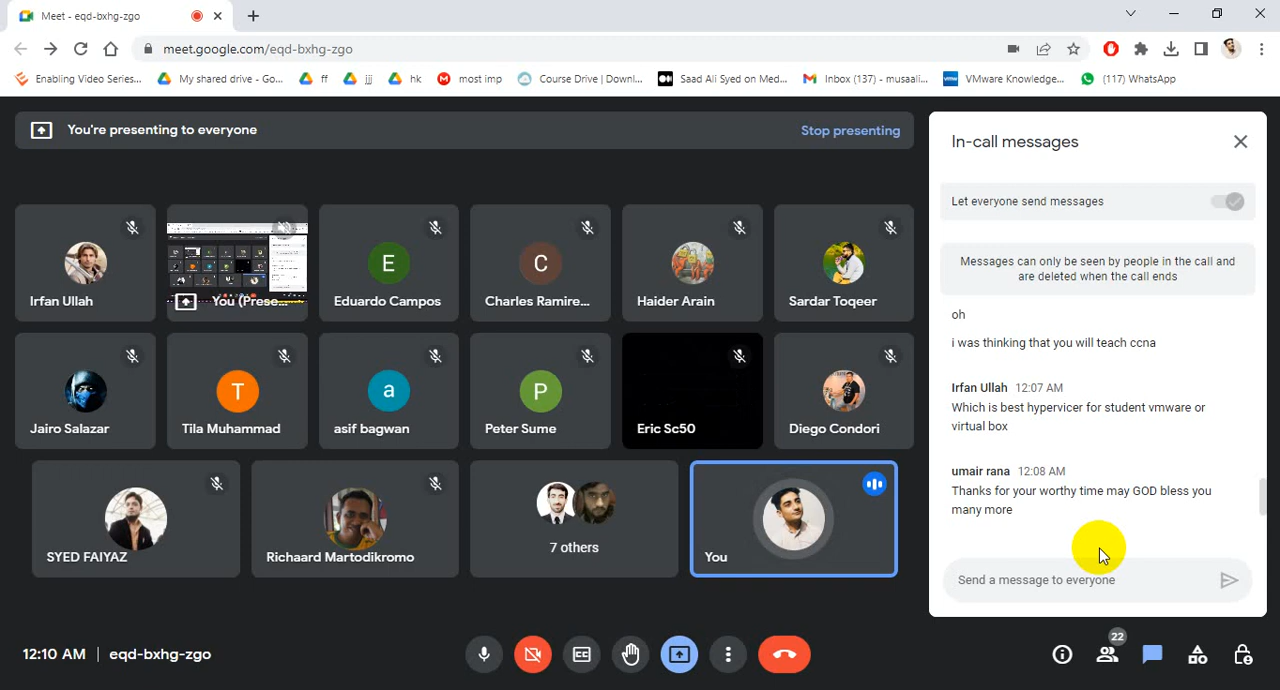 Meet - eqd-bxhg-zgo
meet.google.com/eqd-bxhg-zgo
Enabling Video Series...
My shared drive - Go...
ff
jjj
hk
most imp
Course Drive | Downl...
Saad Ali Syed on Med...
Inbox (137) - musaali...
VMware Knowledge...
(117) WhatsApp
You're presenting to everyone
Stop presenting
Irfan Ullah
You (Prese...
E
Eduardo Campos
C
Charles Ramire...
Haider Arain
Sardar Toqeer
Jairo Salazar
T
Tila Muhammad
a
asif bagwan
P
Peter Sume
Eric Sc50
Diego Condori
SYED FAIYAZ
Richaard Martodikromo
7 others
You
In-call messages
Let everyone send messages
Messages can only be seen by people in the call and
are deleted when the call ends
oh
i was thinking that you will teach ccna
Irfan Ullah 12:07 AM
Which is best hypervicer for student vmware or
virtual box
umair rana 12:08 AM
Thanks for your worthy time may GOD bless you
many more
Send a message to everyone
12:10 AM | eqd-bxhg-zgo
22